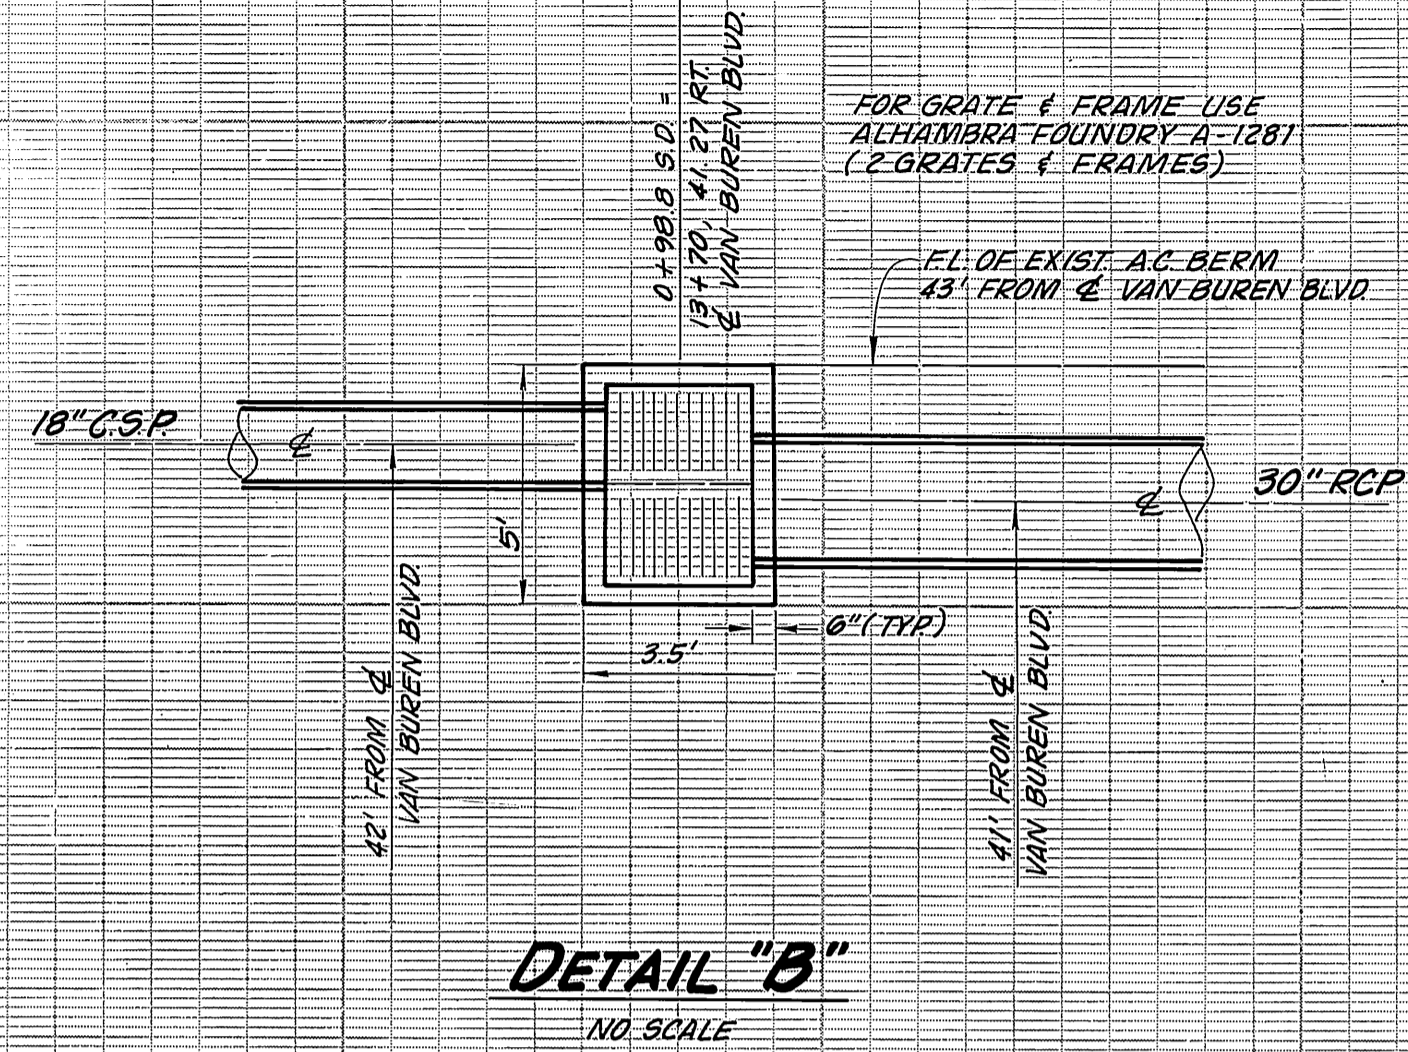 0+98.8 S.D. =
13+70, 41.27 RT.
℄ VAN BUREN BLVD.
FOR GRATE & FRAME USE
ALHAMBRA FOUNDRY A-1281
(2 GRATES & FRAMES)
F.L. OF EXIST. A.C. BERM
43' FROM ℄ VAN BUREN BLVD.
18" C.S.P.
℄
30" RCP
℄
5'
6" (TYP.)
3.5'
42' FROM ℄
VAN BUREN BLVD.
41' FROM ℄
VAN BUREN BLVD.
DETAIL "B"
NO SCALE